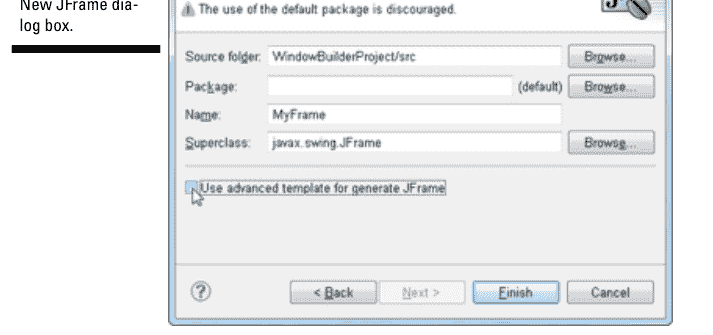 New JFrame dia-
log box.
The use of the default package is discouraged.
Source folder: WindowBuilderProject/src Browse...
Package: (default) Browse...
Name: MyFrame
Superclass: javax.swing.JFrame Browse...
Use advanced template for generate JFrame
? < Back Next > Finish Cancel